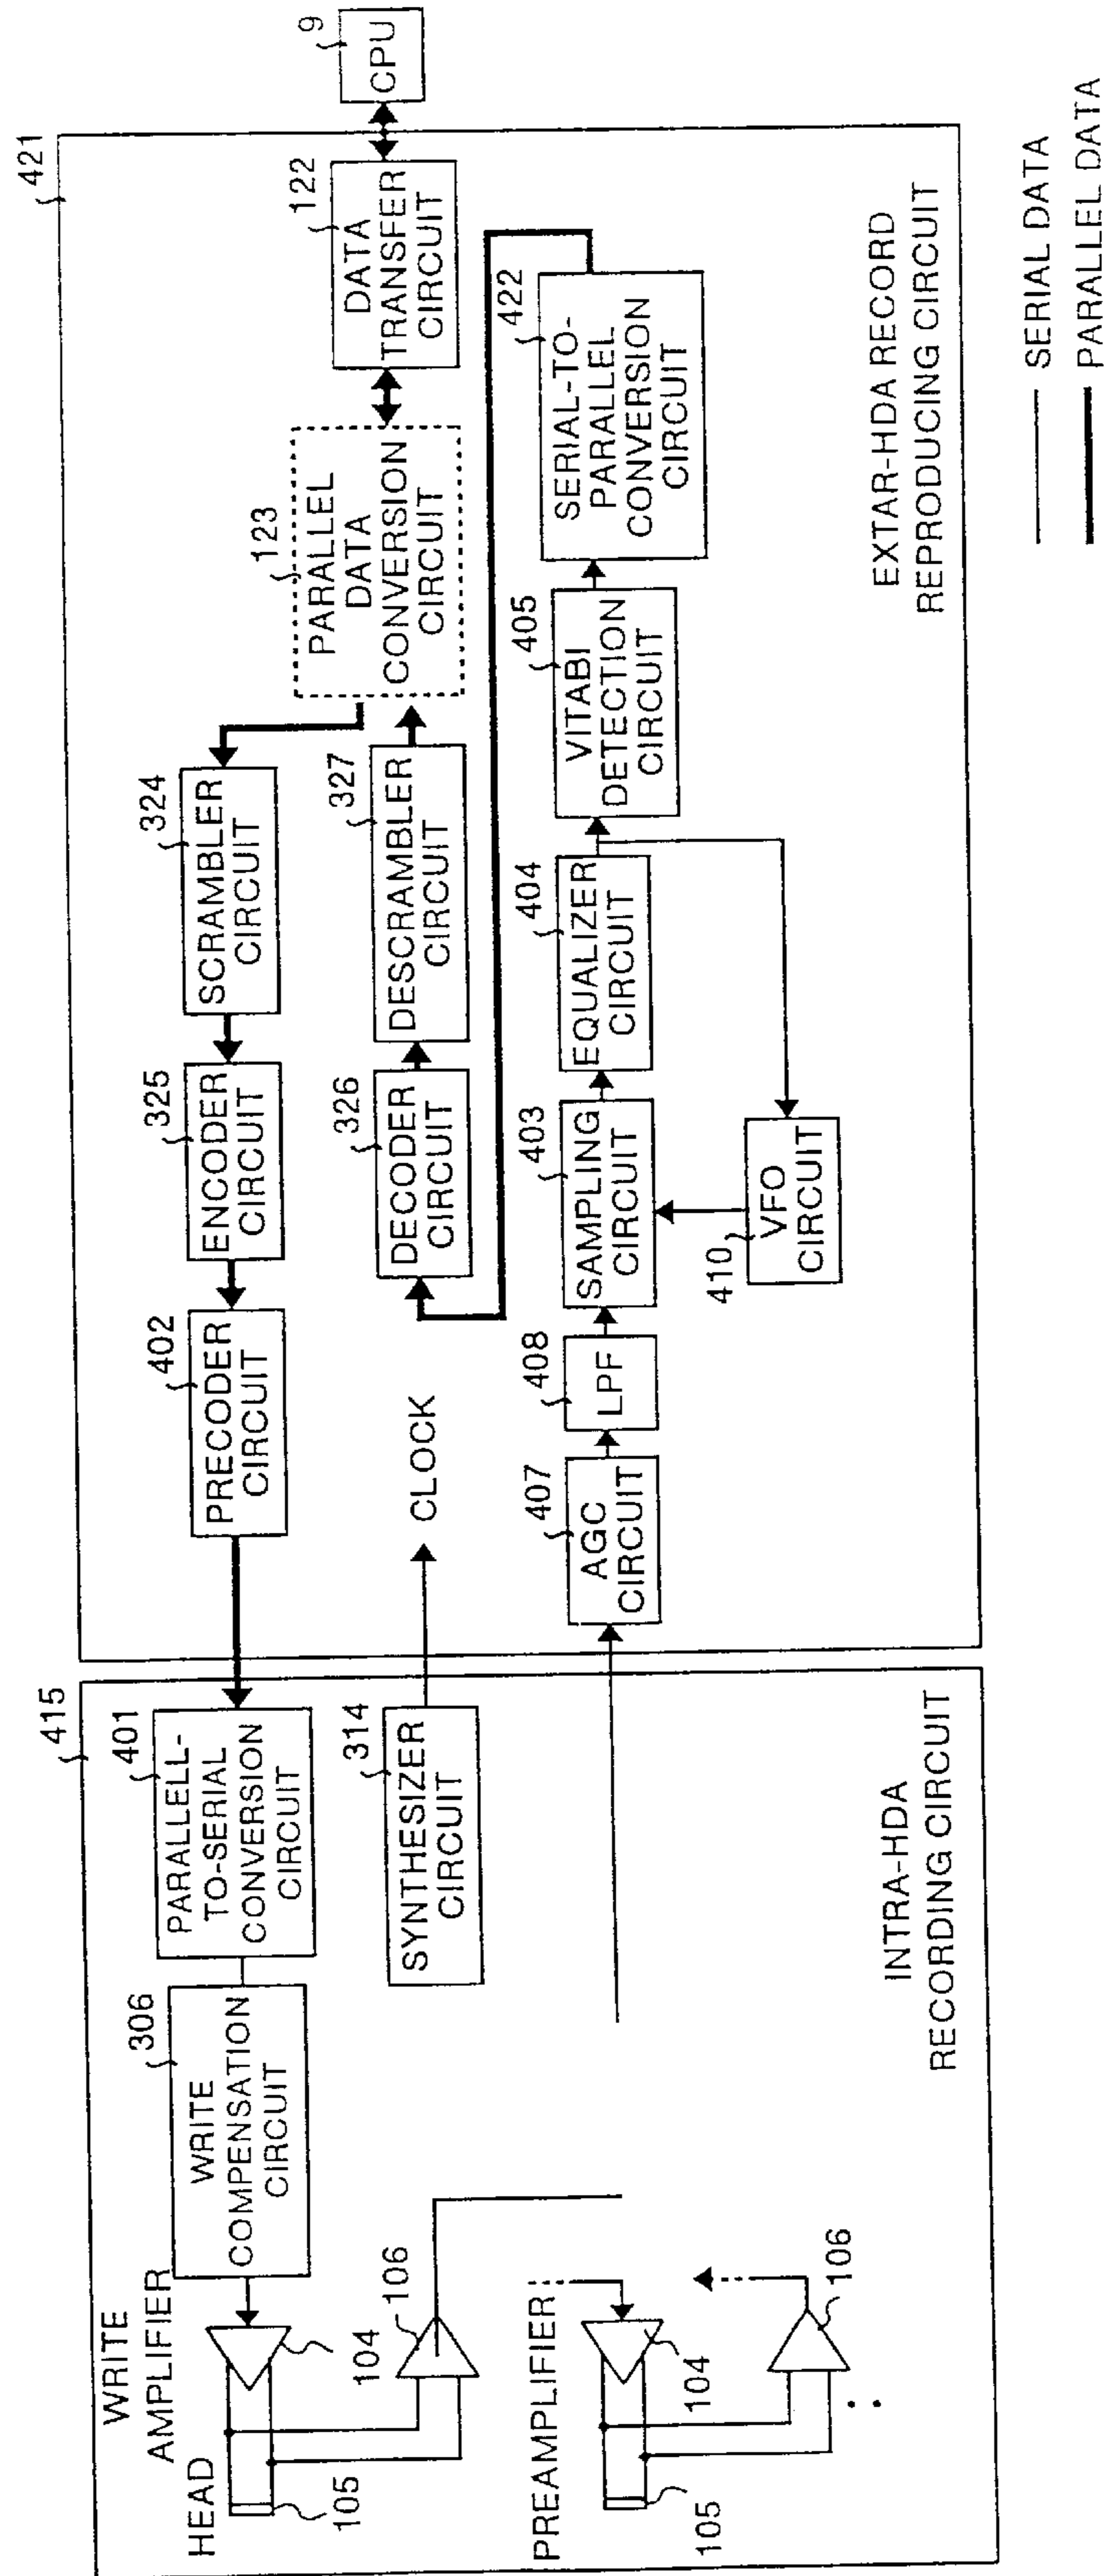 415
421
WRITE
AMPLIFIER
HEAD
105
104
106
306
WRITE
COMPENSATION
CIRCUIT
401
PARALLELL-
TO-SERIAL
CONVERSION
CIRCUIT
314
SYNTHESIZER
CIRCUIT
PREAMPLIFIER
105
104
106
INTRA-HDA
RECORDING CIRCUIT
402
PRECODER
CIRCUIT
325
ENCODER
CIRCUIT
324
SCRAMBLER
CIRCUIT
123
PARALLEL
DATA
CONVERSION
CIRCUIT
122
DATA
TRANSFER
CIRCUIT
9
CPU
CLOCK
326
DECODER
CIRCUIT
327
DESCRAMBLER
CIRCUIT
407
AGC
CIRCUIT
408
LPF
403
SAMPLING
CIRCUIT
404
EQUALIZER
CIRCUIT
405
VITABI
DETECTION
CIRCUIT
422
SERIAL-TO-
PARALLEL
CONVERSION
CIRCUIT
410
VFO
CIRCUIT
EXTAR-HDA RECORD
REPRODUCING CIRCUIT
SERIAL DATA
PARALLEL DATA